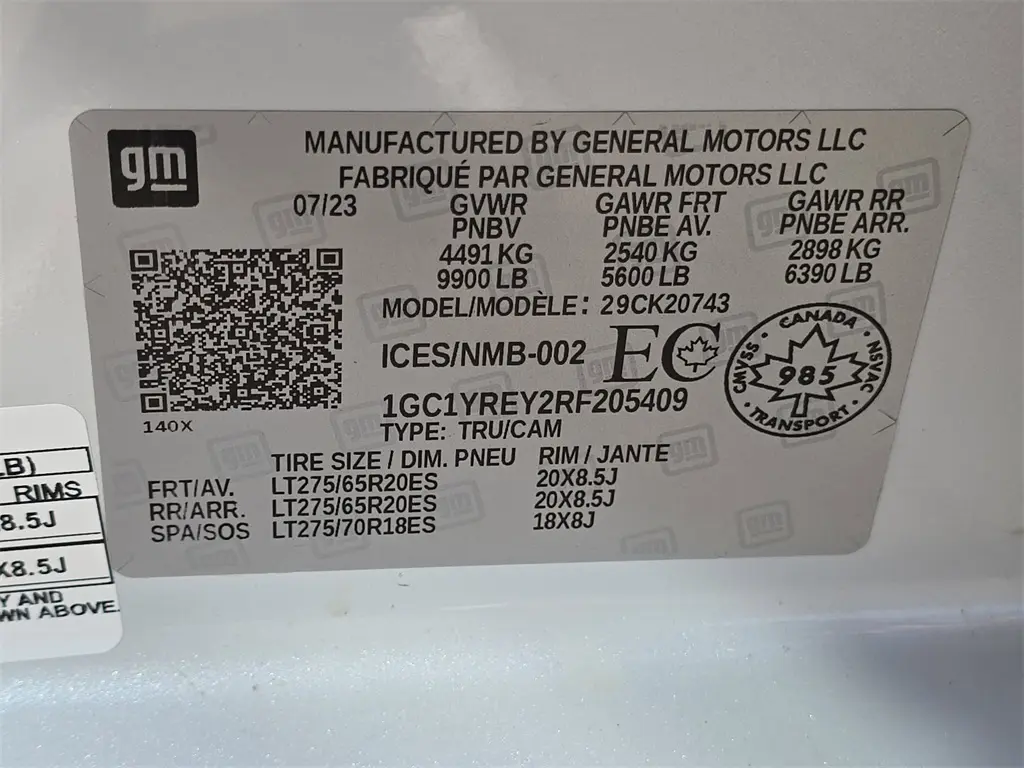 gm
MANUFACTURED BY GENERAL MOTORS LLC
FABRIQUÉ PAR GENERAL MOTORS LLC
07/23 GVWR GAWR FRT GAWR RR
PNBV PNBE AV. PNBE ARR.
4491 KG 2540 KG 2898 KG
9900 LB 5600 LB 6390 LB
MODEL/MODÈLE: 29CK20743
ICES/NMB-002 EC
CANADA
CMVSS 985 NSVAC
TRANSPORT
1GC1YREY2RF205409
140X
TYPE: TRU/CAM
TIRE SIZE / DIM. PNEU RIM / JANTE
FRT/AV. LT275/65R20ES 20X8.5J
RR/ARR. LT275/65R20ES 20X8.5J
SPA/SOS LT275/70R18ES 18X8J
LB)
RIMS
8.5J
X8.5J
Y AND
WN ABOVE.